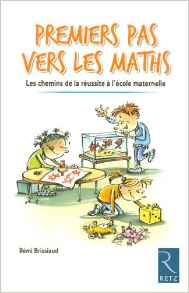 PREMIERS PAS
VERS LES MATHS
Les chemins de la réussite à l'école maternelle
Rémi Brissiaud
RETZ